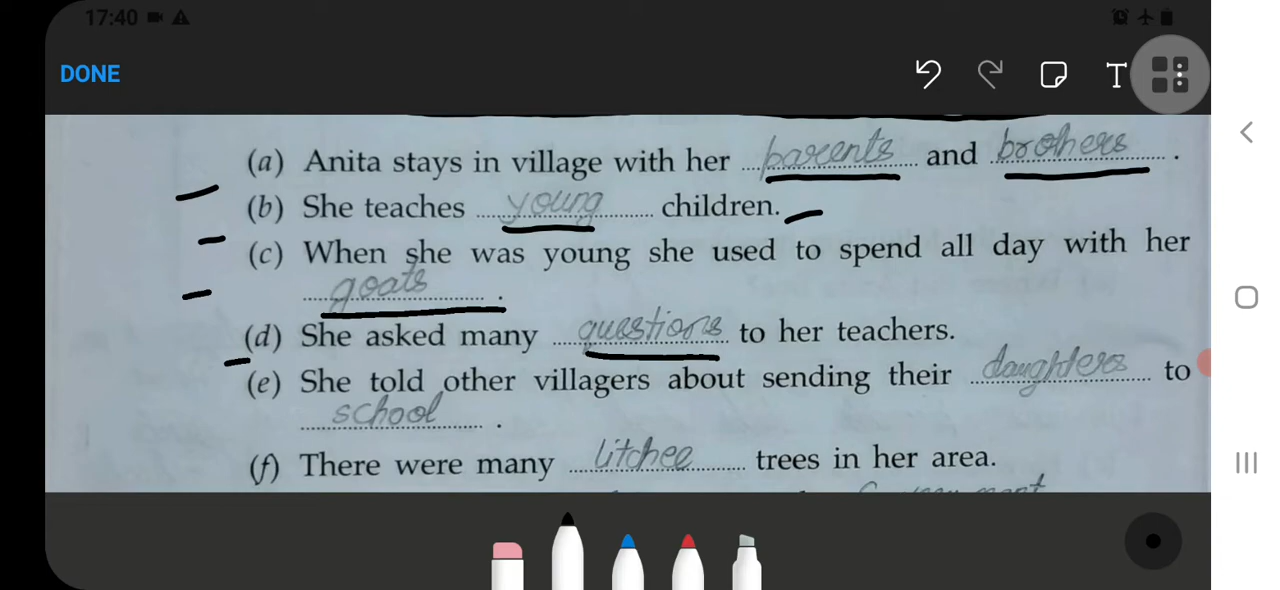 17:40
DONE
T
(a) Anita stays in village with her parents and brothers.
(b) She teaches young children.
(c) When she was young she used to spend all day with her
goats.
(d) She asked many questions to her teachers.
(e) She told other villagers about sending their daughters to
school.
(f) There were many litchee trees in her area.